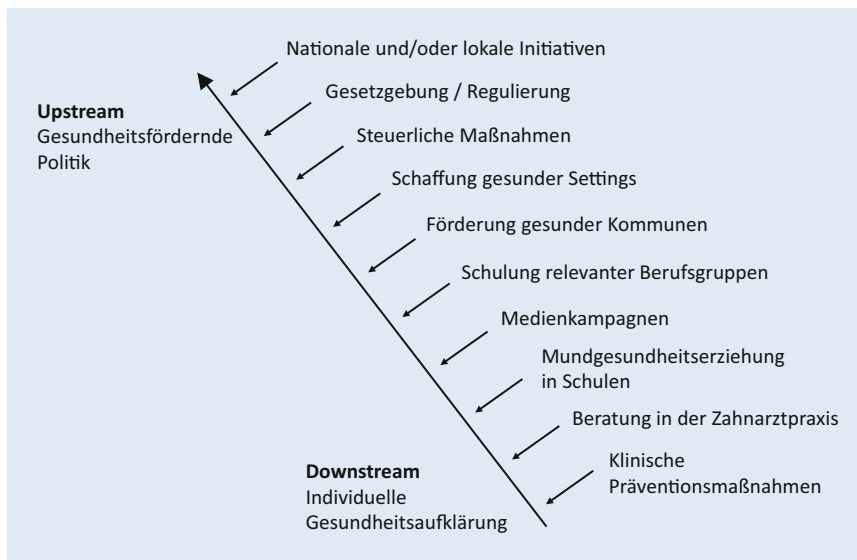 Nationale und/oder lokale Initiativen
Gesetzgebung / Regulierung
Upstream
Gesundheitsfördernde
Politik
Steuerliche Maßnahmen
Schaffung gesunder Settings
Förderung gesunder Kommunen
Schulung relevanter Berufsgruppen
Medienkampagnen
Mundgesundheitserziehung
in Schulen
Beratung in der Zahnarztpraxis
Klinische
Präventionsmaßnahmen
Downstream
Individuelle
Gesundheitsaufklärung